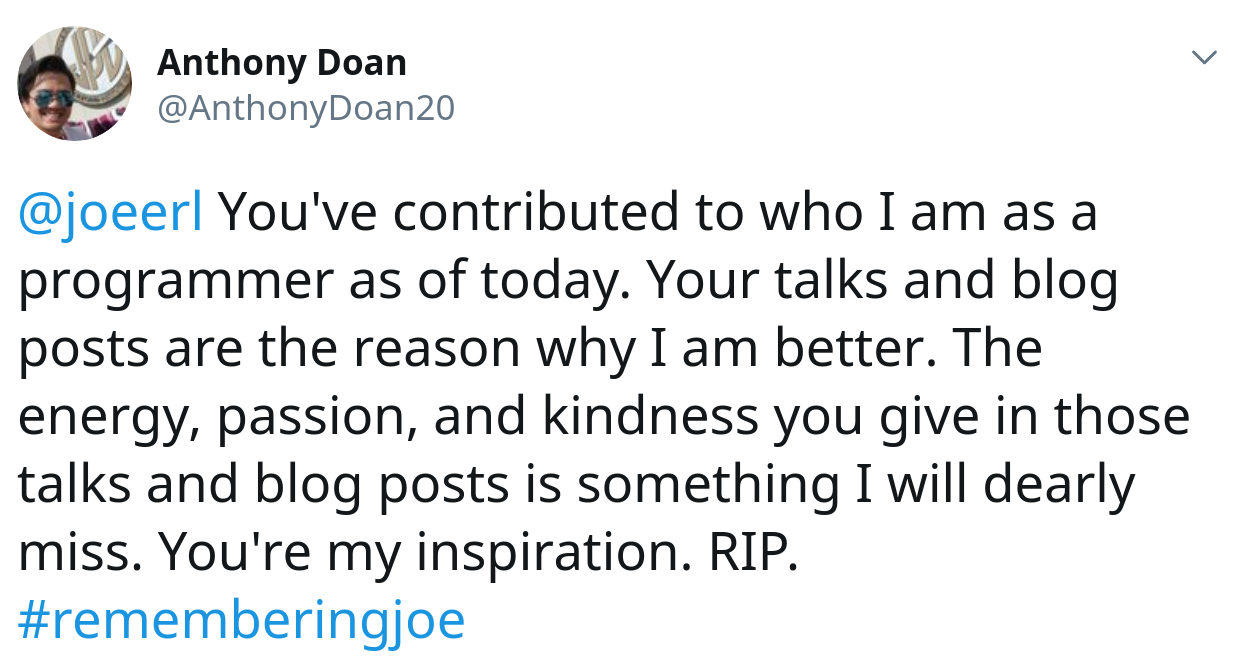 Anthony Doan
@AnthonyDoan20
@joeerl You've contributed to who I am as a
programmer as of today. Your talks and blog
posts are the reason why I am better. The
energy, passion, and kindness you give in those
talks and blog posts is something I will dearly
miss. You're my inspiration. RIP.
#rememberingjoe